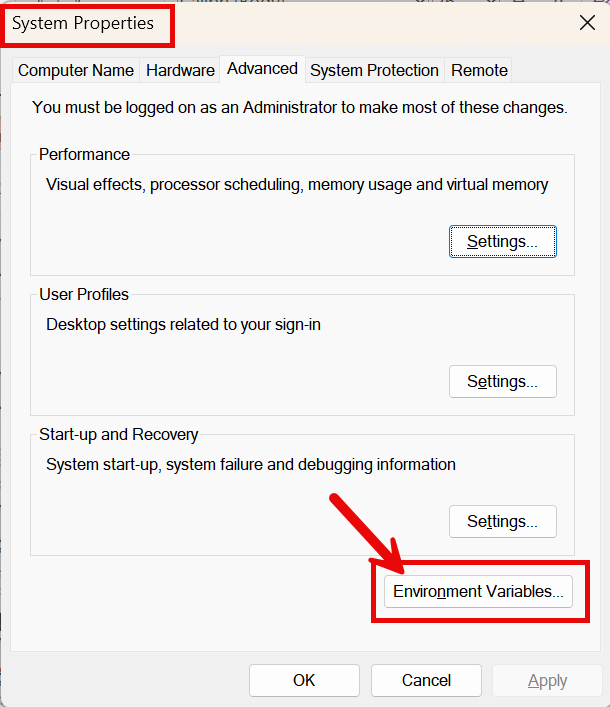 System Properties
Computer Name Hardware Advanced System Protection Remote
You must be logged on as an Administrator to make most of these changes.
Performance
Visual effects, processor scheduling, memory usage and virtual memory
Settings...
User Profiles
Desktop settings related to your sign-in
Settings...
Start-up and Recovery
System start-up, system failure and debugging information
Settings...
Environment Variables...
OK Cancel Apply